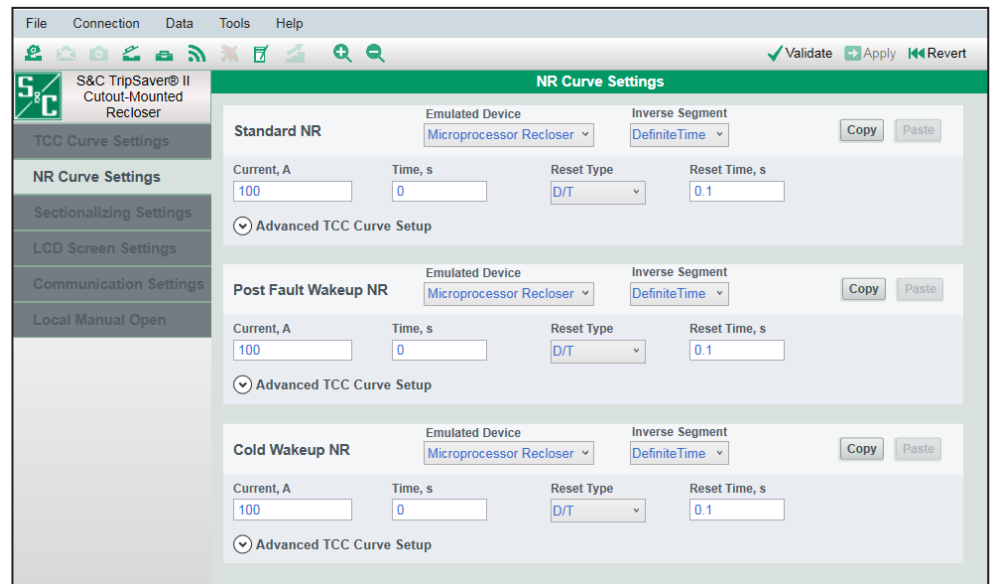 File Connection Data Tools Help
Validate Apply Revert
S&C
S&C TripSaver® II
Cutout-Mounted
Recloser
TCC Curve Settings
NR Curve Settings
Sectionalizing Settings
LCD Screen Settings
Communication Settings
Local Manual Open
NR Curve Settings
Emulated Device Inverse Segment
Standard NR Microprocessor Recloser DefiniteTime Copy Paste
Current, A Time, s Reset Type Reset Time, s
100 0 D/T 0.1
Advanced TCC Curve Setup
Emulated Device Inverse Segment
Post Fault Wakeup NR Microprocessor Recloser DefiniteTime Copy Paste
Current, A Time, s Reset Type Reset Time, s
100 0 D/T 0.1
Advanced TCC Curve Setup
Emulated Device Inverse Segment
Cold Wakeup NR Microprocessor Recloser DefiniteTime Copy Paste
Current, A Time, s Reset Type Reset Time, s
100 0 D/T 0.1
Advanced TCC Curve Setup